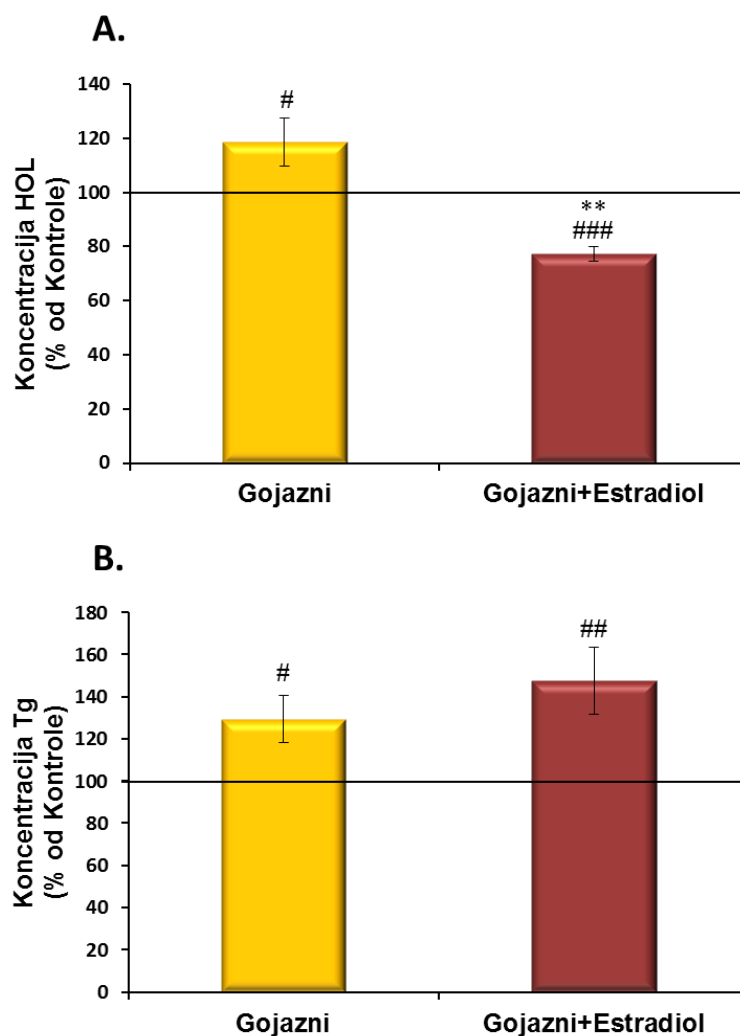 A.
Koncentracija HOL
(% od Kontrole)
140
120
100
80
60
40
20
0
#
**
###
Gojazni
Gojazni+Estradiol
B.
Koncentracija Tg
(% od Kontrole)
180
160
140
120
100
80
60
40
20
0
#
##
Gojazni
Gojazni+Estradiol